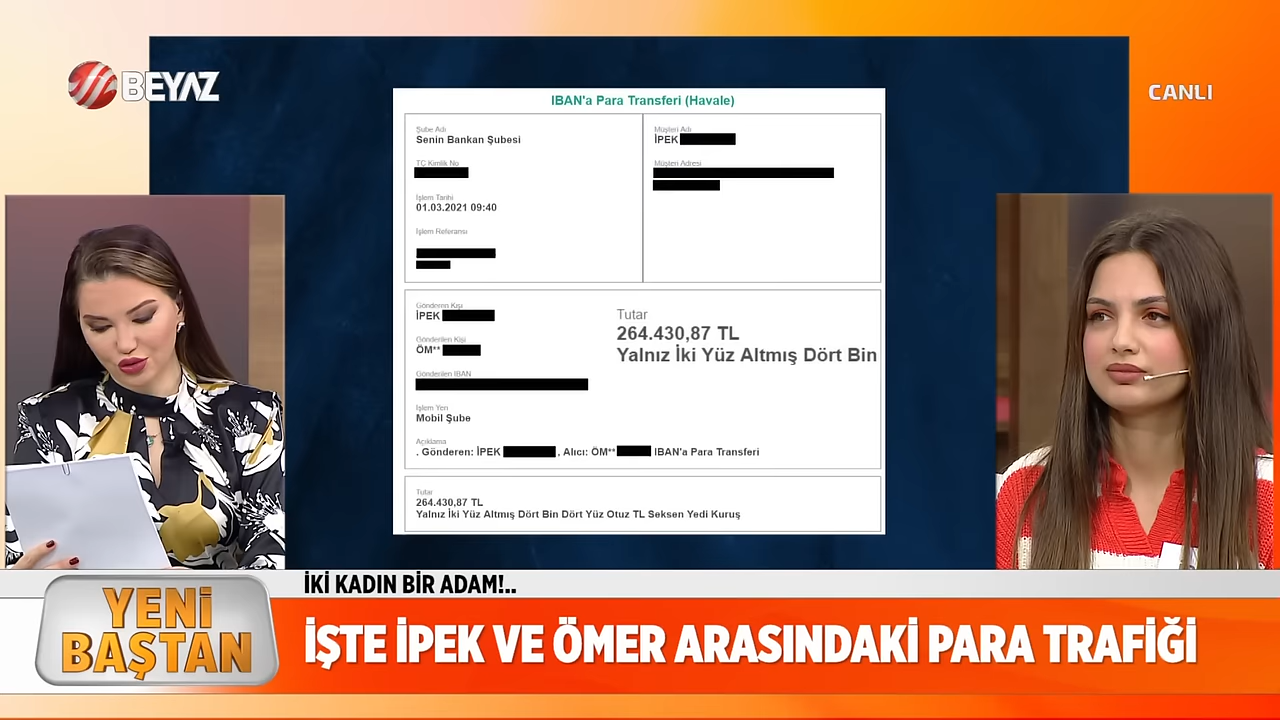 BEYAZ
CANLI
IBAN'a Para Transferi (Havale)
Şube Adı
Senin Bankan Şubesi
TC Kimlik No
İşlem Tarihi
01.03.2021 09:40
İşlem Referansı
Müşteri Adı
İPEK
Müşteri Adresi
Gönderen Kişi
İPEK
Gönderilen Kişi
ÖM**
Gönderilen IBAN
İşlem Yeri
Mobil Şube
Açıklama
. Gönderen: İPEK , Alıcı: ÖM** IBAN'a Para Transferi
Tutar
264.430,87 TL
Yalnız İki Yüz Altmış Dört Bin
Tutar
264.430,87 TL
Yalnız İki Yüz Altmış Dört Bin Dört Yüz Otuz TL Seksen Yedi Kuruş
İKİ KADIN BİR ADAM!..
YENİ
BAŞTAN
İŞTE İPEK VE ÖMER ARASINDAKİ PARA TRAFİĞİ